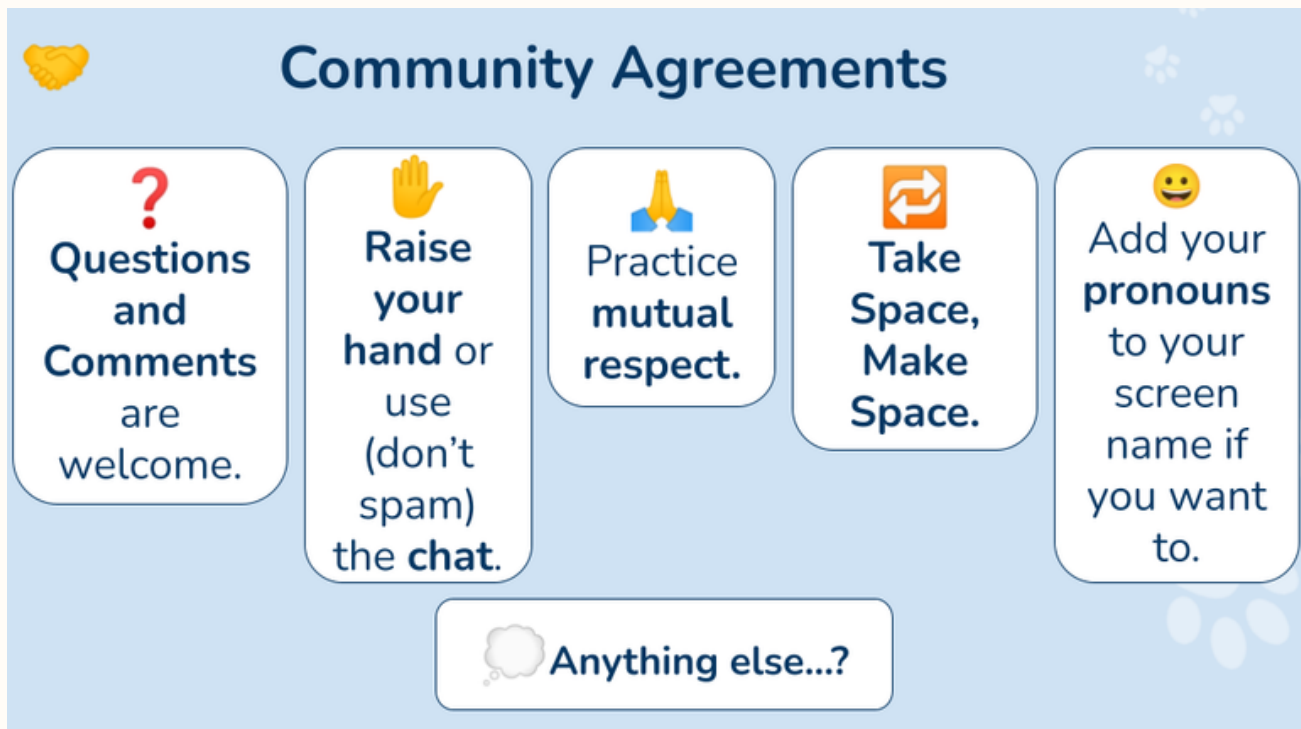 Community Agreements
Questions
and
Comments
are
welcome.
Raise
your
hand or
use
(don’t
spam)
the chat.
Practice
mutual
respect.
Take
Space,
Make
Space.
Add your
pronouns
to your
screen
name if
you want
to.
Anything else...?